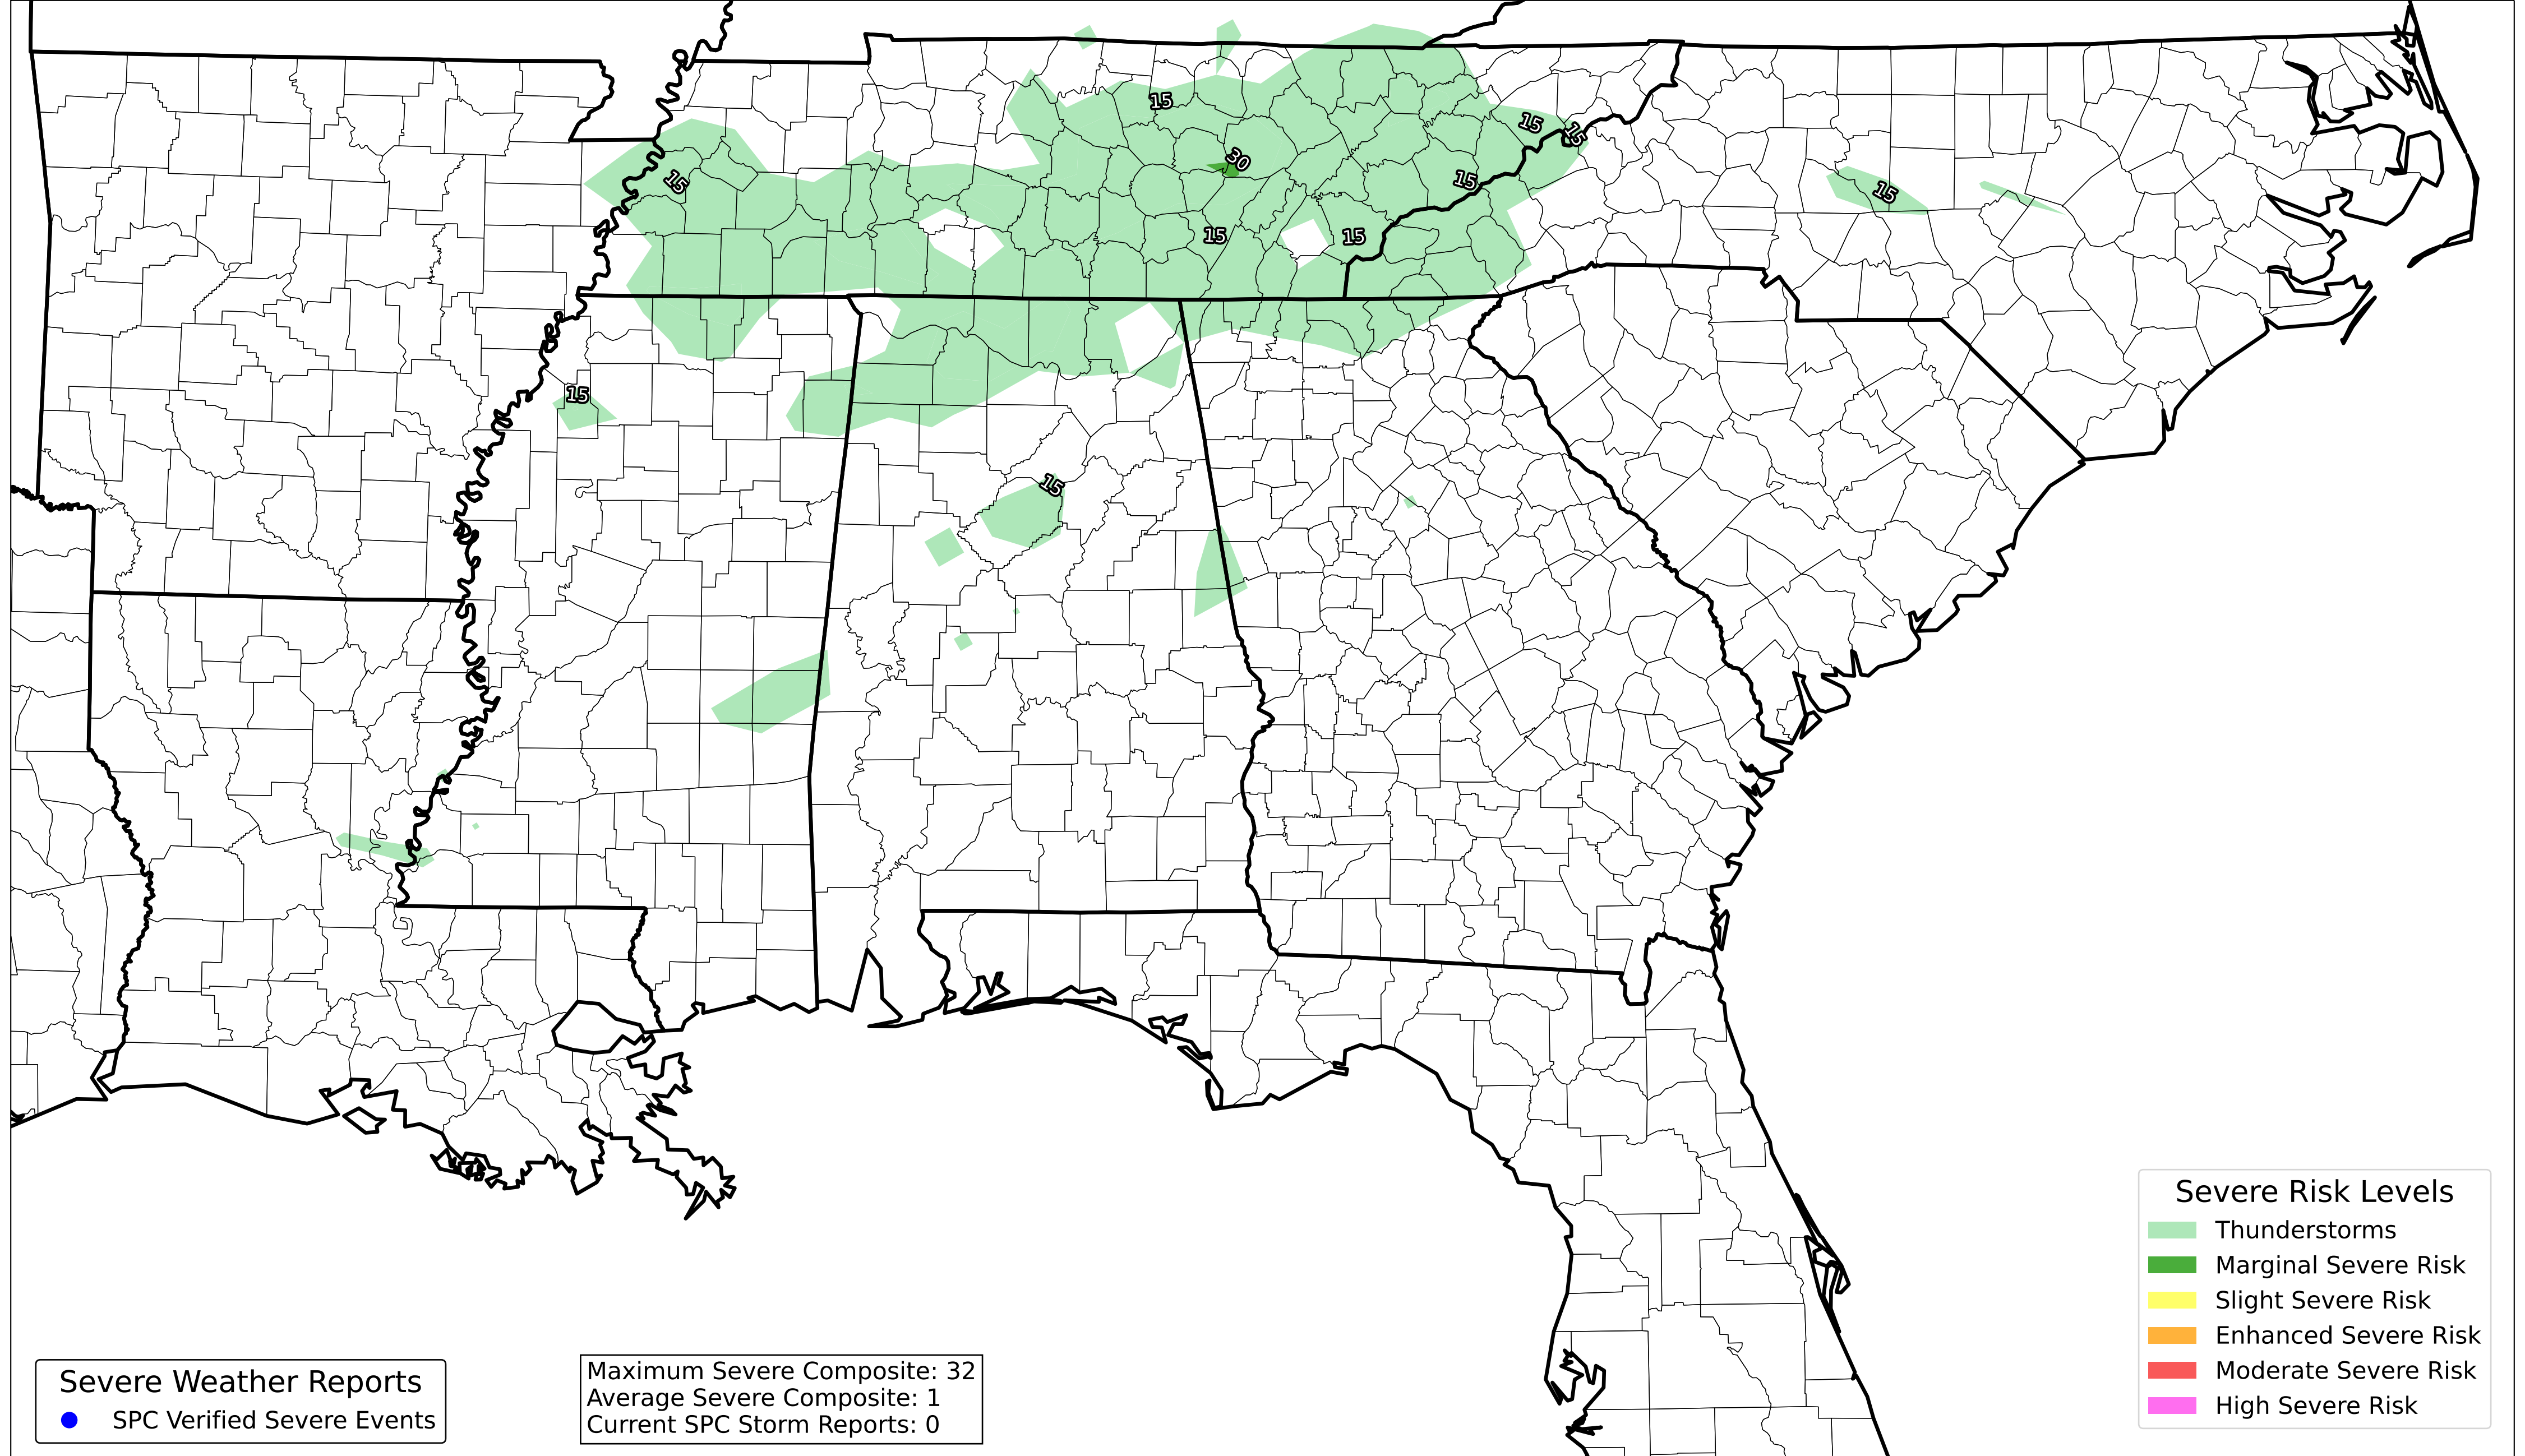 15
15
15
30
15
15
15
15
15
15
15
Severe Risk Levels
Thunderstorms
Marginal Severe Risk
Slight Severe Risk
Enhanced Severe Risk
Moderate Severe Risk
High Severe Risk
Severe Weather Reports
SPC Verified Severe Events
Maximum Severe Composite: 32
Average Severe Composite: 1
Current SPC Storm Reports: 0